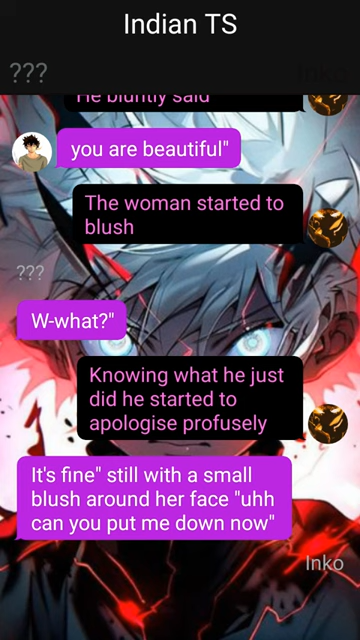 Indian TS
???
Inko
He bluntly said
you are beautiful"
The woman started to
blush
???
W-what?"
Knowing what he just
did he started to
apologise profusely
It's fine" still with a small
blush around her face "uhh
can you put me down now"
Inko